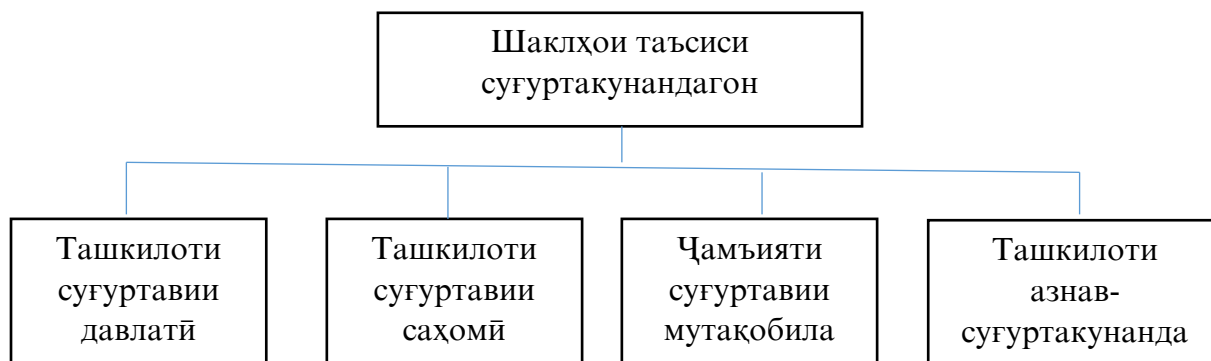 Шаклҳои таъсиси
суғуртакунандагон
Ташкилоти
суғуртавии
давлатӣ
Ташкилоти
суғуртавии
саҳомӣ
Ҷамъияти
суғуртавии
мутақобила
Ташкилоти
азнав-
суғуртакунанда